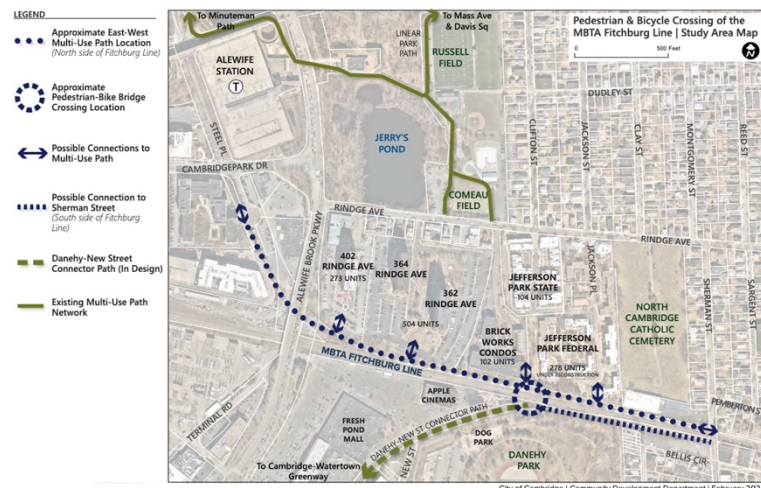 LEGEND
Approximate East-West
Multi-Use Path Location
(North side of Fitchburg Line)
Approximate
Pedestrian-Bike Bridge
Crossing Location
Possible Connections to
Multi-Use Path
Possible Connection to
Sherman Street
(South side of Fitchburg
Line)
Danehy-New Street
Connector Path (In Design)
Existing Multi-Use Path
Network
Pedestrian & Bicycle Crossing of the
MBTA Fitchburg Line | Study Area Map
0 500 Feet
N
To Minuteman
Path
To Mass Ave
& Davis Sq
LINEAR
PARK
PATH
RUSSELL
FIELD
ALEWIFE
STATION
T
STEEL PL
CAMBRIDGEPARK DR
JERRY'S
POND
COMEAU
FIELD
DUDLEY ST
CLIFTON ST
JACKSON ST
CLAY ST
MONTGOMERY ST
REED ST
RINDGE AVE
RINDGE AVE
ALEWIFE BROOK PKWY
402
RINDGE AVE
273 UNITS
364
RINDGE AVE
362
RINDGE AVE
504 UNITS
JEFFERSON
PARK STATE
104 UNITS
JACKSON PL
NORTH
CAMBRIDGE
CATHOLIC
CEMETERY
SHERMAN ST
SARGENT ST
BRICK
WORKS
CONDOS
102 UNITS
JEFFERSON
PARK FEDERAL
278 UNITS
UNDER RECONSTRUCTION
MBTA FITCHBURG LINE
APPLE
CINEMAS
PEMBERTON ST
TERMINAL RD
FRESH
POND
MALL
DANEHY-NEW ST CONNECTOR PATH
NEW ST
DOG
PARK
DANEHY
PARK
BELLIS CIR
To Cambridge-Watertown
Greenway
City of Cambridge | Community Development Department | February 202